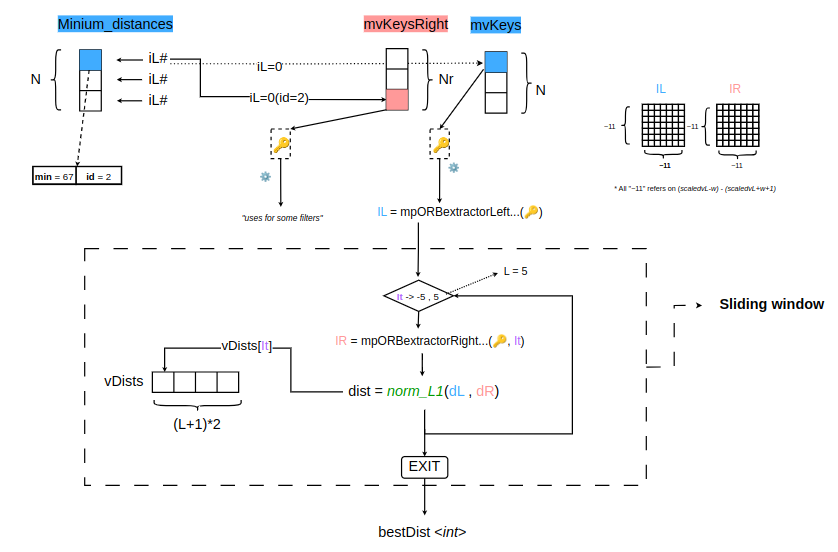 Minium_distances
mvKeysRight
mvKeys
N
iL#
iL#
iL#
iL=0
iL=0(id=2)
Nr
N
IL
IR
~11
~11
~11
~11
min = 67
id = 2
* All "~11" refers on (scaledvL-w) - (scaledvL+w+1)
"uses for some filters"
IL = mpORBextractorLeft...(🔑)
L = 5
It -> -5 , 5
Sliding window
IR = mpORBextractorRight...(🔑, It)
vDists[It]
vDists
dist = norm_L1(dL , dR)
(L+1)*2
EXIT
bestDist <int>